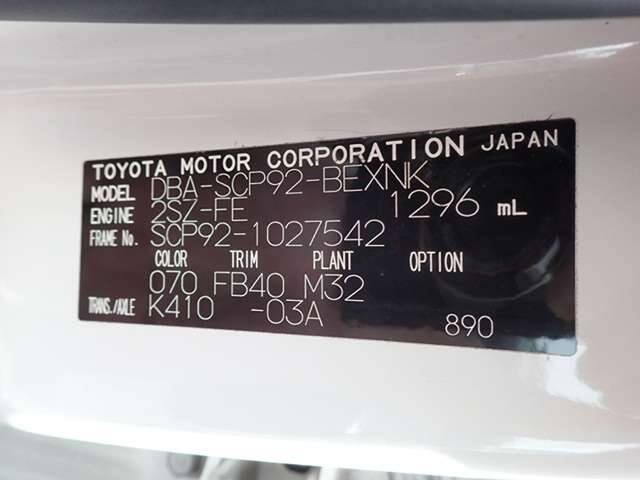 TOYOTA MOTOR CORPORATION JAPAN
MODEL DBA-SCP92-BEXNK
ENGINE 2SZ-FE 1296 mL
FRAME No. SCP92-1027542
COLOR TRIM PLANT OPTION
070 FB40 M32
TRANS./AXLE K410 -03A 890